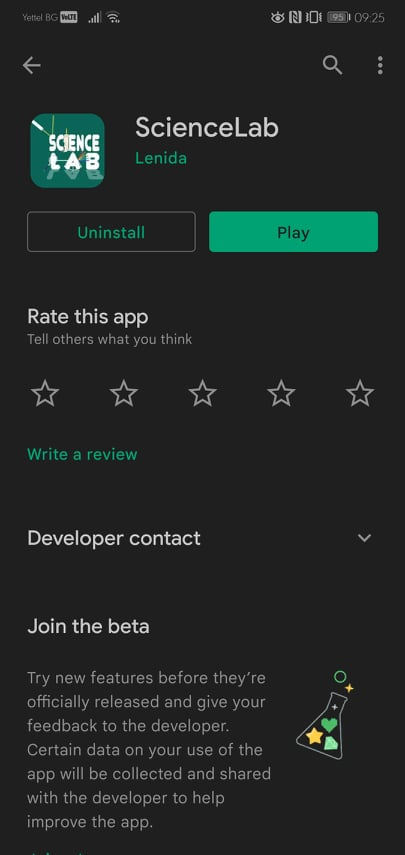 Yettel BG VoLTE
95 09:25
SCIENCE
LAB
ScienceLab
Lenida
Uninstall
Play
Rate this app
Tell others what you think
Write a review
Developer contact
Join the beta
Try new features before they're
officially released and give your
feedback to the developer.
Certain data on your use of the
app will be collected and shared
with the developer to help
improve the app.